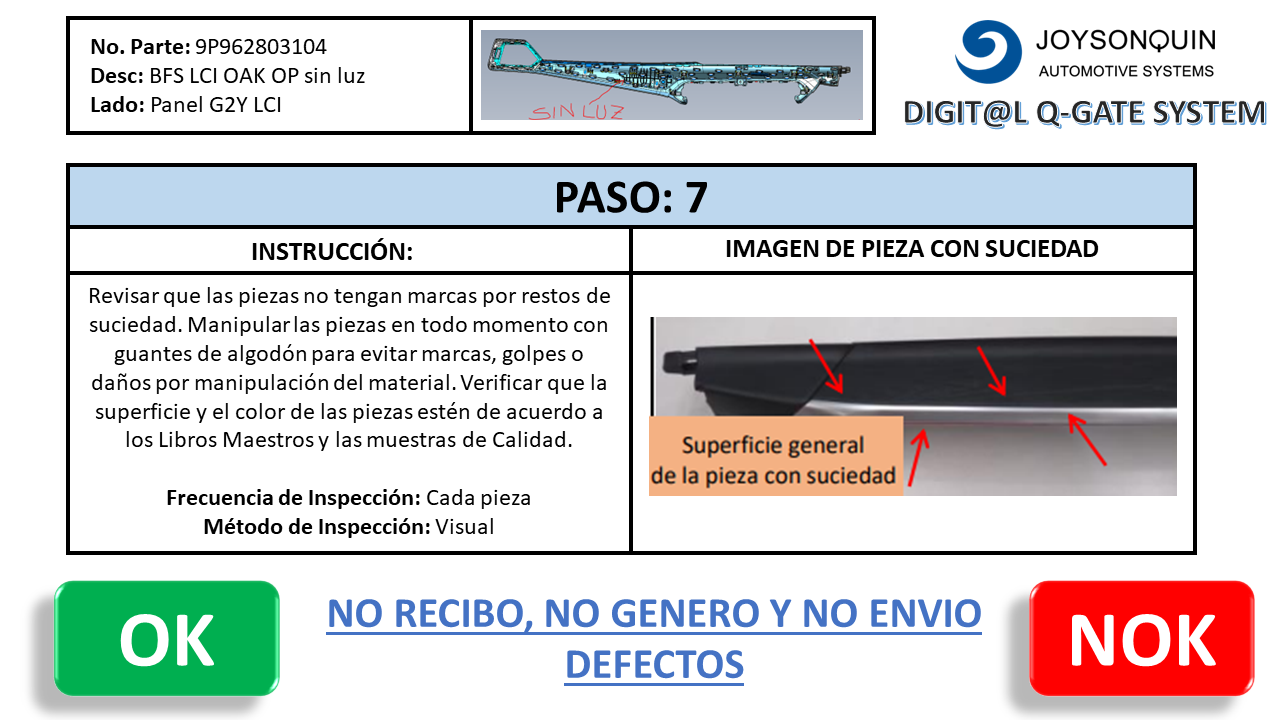 No. Parte: 9P962803104
Desc: BFS LCI OAK OP sin luz
Lado: Panel G2Y LCI
SIN LUZ
JOYSONQUIN
AUTOMOTIVE SYSTEMS
DIGIT@L Q-GATE SYSTEM
PASO: 7
INSTRUCCIÓN:
IMAGEN DE PIEZA CON SUCIEDAD
Revisar que las piezas no tengan marcas por restos de
suciedad. Manipular las piezas en todo momento con
guantes de algodón para evitar marcas, golpes o
daños por manipulación del material. Verificar que la
superficie y el color de las piezas estén de acuerdo a
los Libros Maestros y las muestras de Calidad.
Frecuencia de Inspección: Cada pieza
Método de Inspección: Visual
Superficie general
de la pieza con suciedad
OK
NO RECIBO, NO GENERO Y NO ENVIO
DEFECTOS
NOK